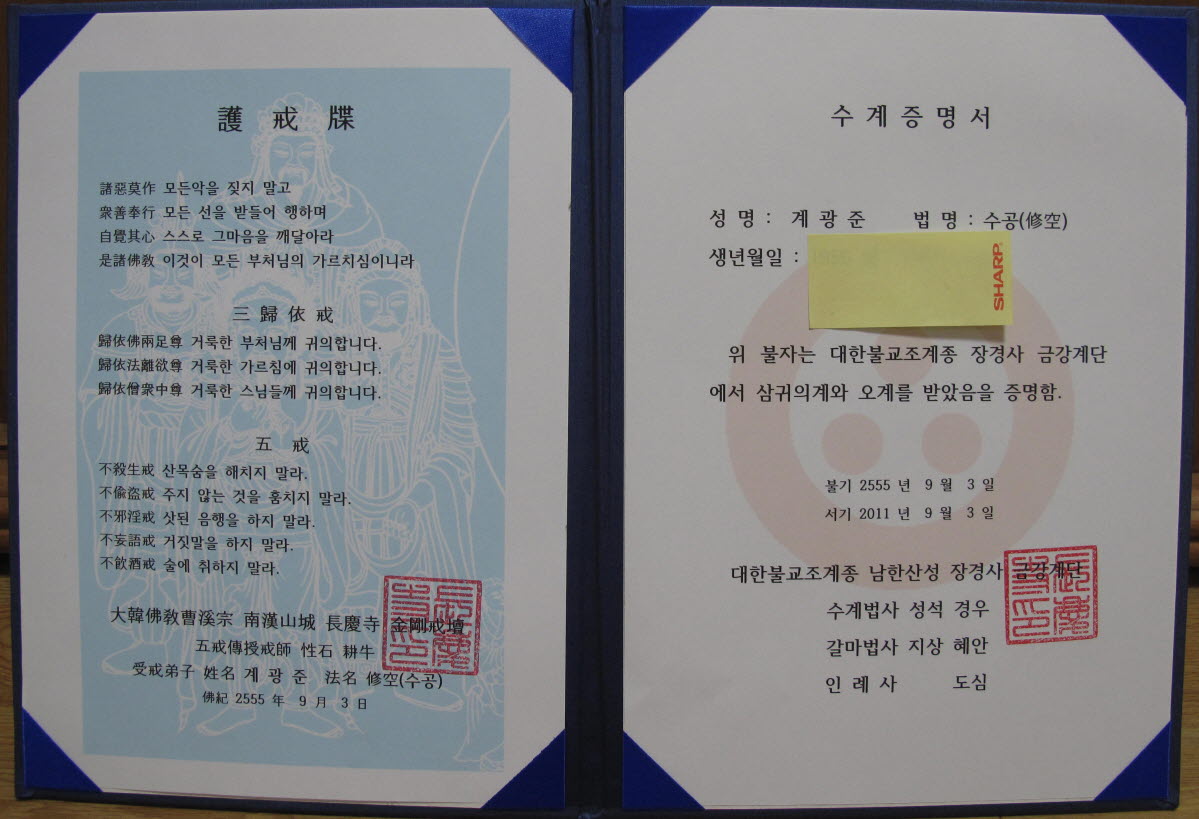 護戒牒
諸惡莫作 모든악을 짖지 말고
衆善奉行 모든 선을 받들어 행하며
自覺其心 스스로 그마음을 깨달아라
是諸佛教 이것이 모든 부처님의 가르치심이니라
三歸依戒
歸依佛兩足尊 거룩한 부처님께 귀의합니다.
歸依法離欲尊 거룩한 가르침에 귀의합니다.
歸依僧衆中尊 거룩한 스님들께 귀의합니다.
五 戒
不殺生戒 산목숨을 해치지 말라.
不偸盜戒 주지 않는 것을 훔치지 말라.
不邪淫戒 삿된 음행을 하지 말라.
不妄語戒 거짓말을 하지 말라.
不飮酒戒 술에 취하지 말라.
大韓佛敎曹溪宗 南漢山城 長慶寺 金剛戒壇
五戒傳授戒師 性石 耕牛
受戒弟子 姓名 계 광 준 法名 修空(수공)
佛紀 2555 年 9 月 3 日
수계증명서
성 명 : 계 광 준 법 명 : 수공(修空)
생년월일 :
SHARP
위 불자는 대한불교조계종 장경사 금강계단
에서 삼귀의계와 오계를 받았음을 증명함.
불기 2555 년 9 월 3 일
서기 2011 년 9 월 3 일
대한불교조계종 남한산성 장경사 금강계단
수계법사 성석 경우
갈마법사 지상 혜안
인 례 사 도심